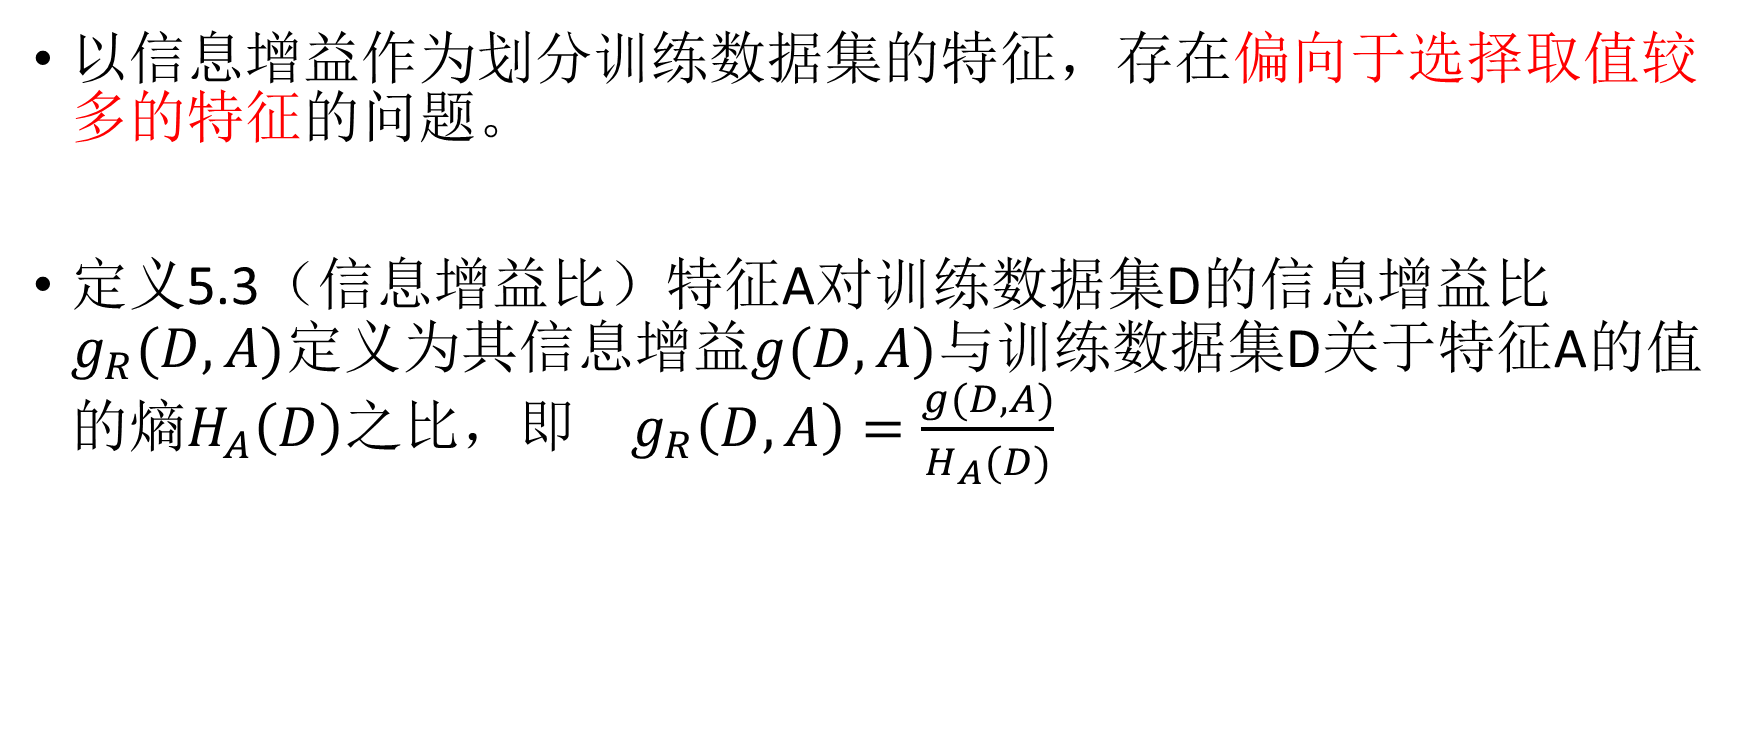 • 以信息增益作为划分训练数据集的特征，存在偏向于选择取值较
多的特征的问题。
• 定义5.3（信息增益比）特征A对训练数据集D的信息增益比
g_R(D,A)定义为其信息增益g(D,A)与训练数据集D关于特征A的值
的熵H_A(D)之比，即 g_R(D,A) = g(D,A)/H_A(D)